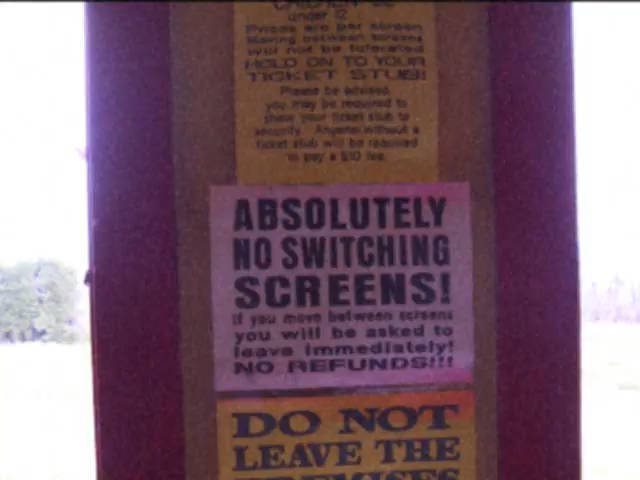 CHILDREN
under 12
Prices are per screen
Moving between screens
will not be tolerated
HOLD ON TO YOUR
TICKET STUB!
Please be advised,
you may be required to
show your ticket stub to
security. Anyone without a
ticket stub will be required
to pay a $10 fee.
ABSOLUTELY
NO SWITCHING
SCREENS!
If you move between screens
you will be asked to
leave immediately!
NO REFUNDS!!!
DO NOT
LEAVE THE
PREMISES